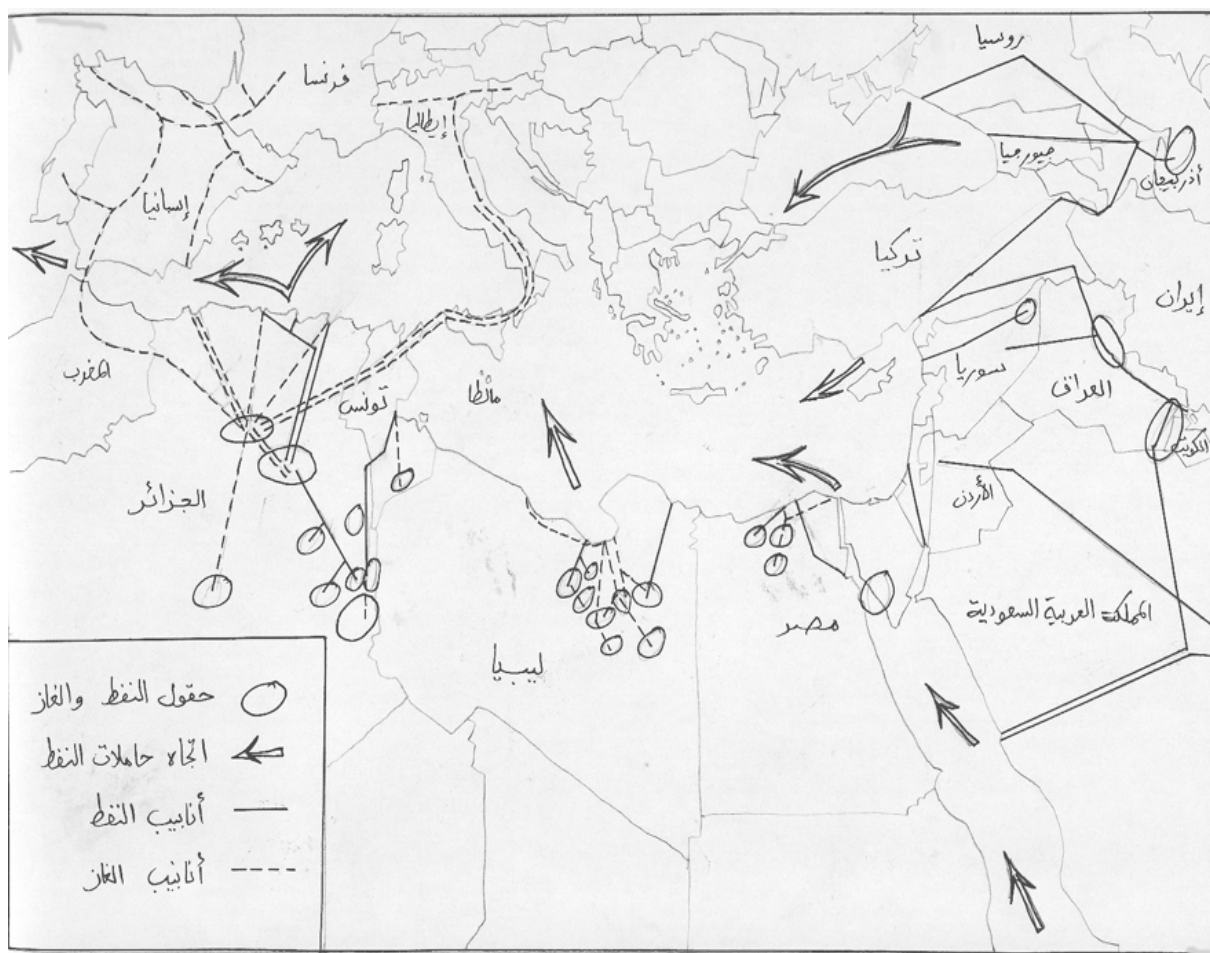 روسيا
فرنسا
إيطاليا
جيورجيا
أذربيجان
إسبانيا
تركيا
إيران
المغرب
تونس
مالطا
سوريا
العراق
الكويت
الجزائر
الأردن
ليبيا
مصر
المملكة العربية السعودية
حقول النفط والغاز
اتجاه حاملات النفط
أنابيب النفط
أنابيب الغاز